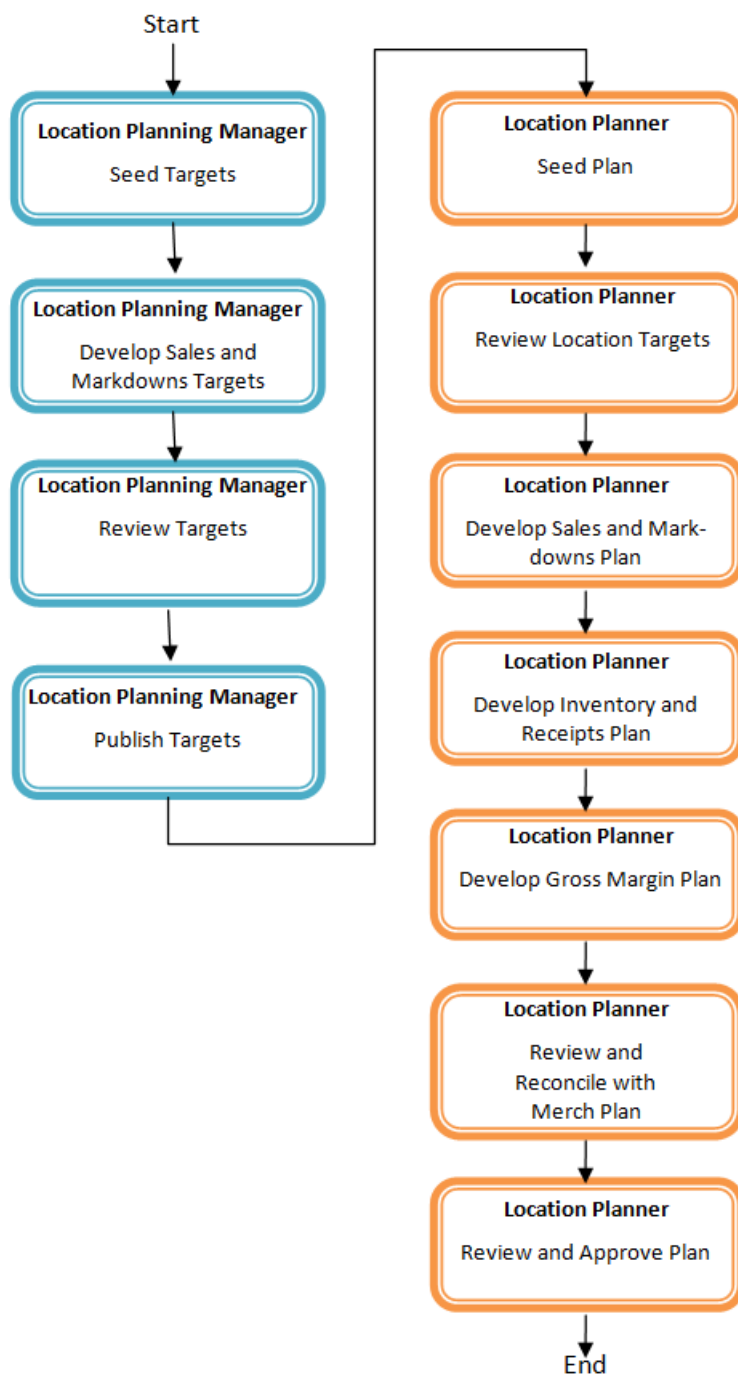 Start
Location Planning Manager
Seed Targets
Location Planning Manager
Develop Sales and
Markdowns Targets
Location Planning Manager
Review Targets
Location Planning Manager
Publish Targets
Location Planner
Seed Plan
Location Planner
Review Location Targets
Location Planner
Develop Sales and Mark-
downs Plan
Location Planner
Develop Inventory and
Receipts Plan
Location Planner
Develop Gross Margin Plan
Location Planner
Review and
Reconcile with
Merch Plan
Location Planner
Review and Approve Plan
End